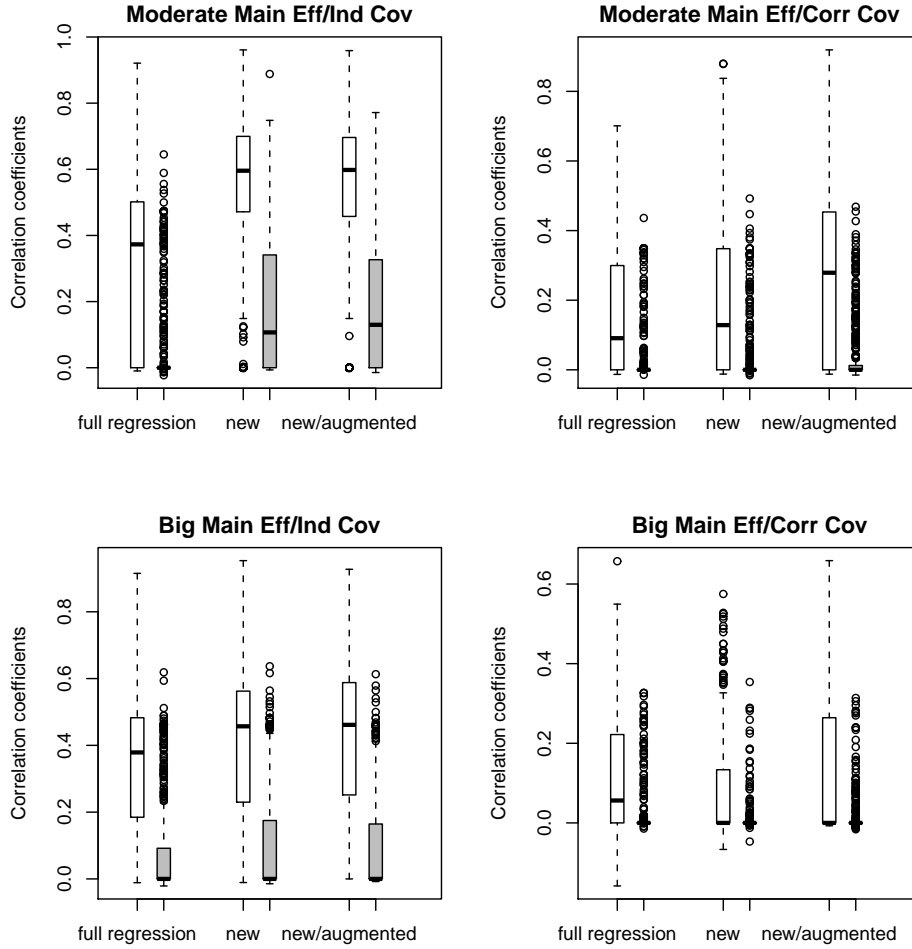 Moderate Main Eff/Ind Cov
Correlation coefficients
1.0
0.8
0.6
0.4
0.2
0.0
full regression new new/augmented
Moderate Main Eff/Corr Cov
Correlation coefficients
0.8
0.6
0.4
0.2
0.0
full regression new new/augmented
Big Main Eff/Ind Cov
Correlation coefficients
0.8
0.6
0.4
0.2
0.0
full regression new new/augmented
Big Main Eff/Corr Cov
Correlation coefficients
0.6
0.4
0.2
0.0
full regression new new/augmented